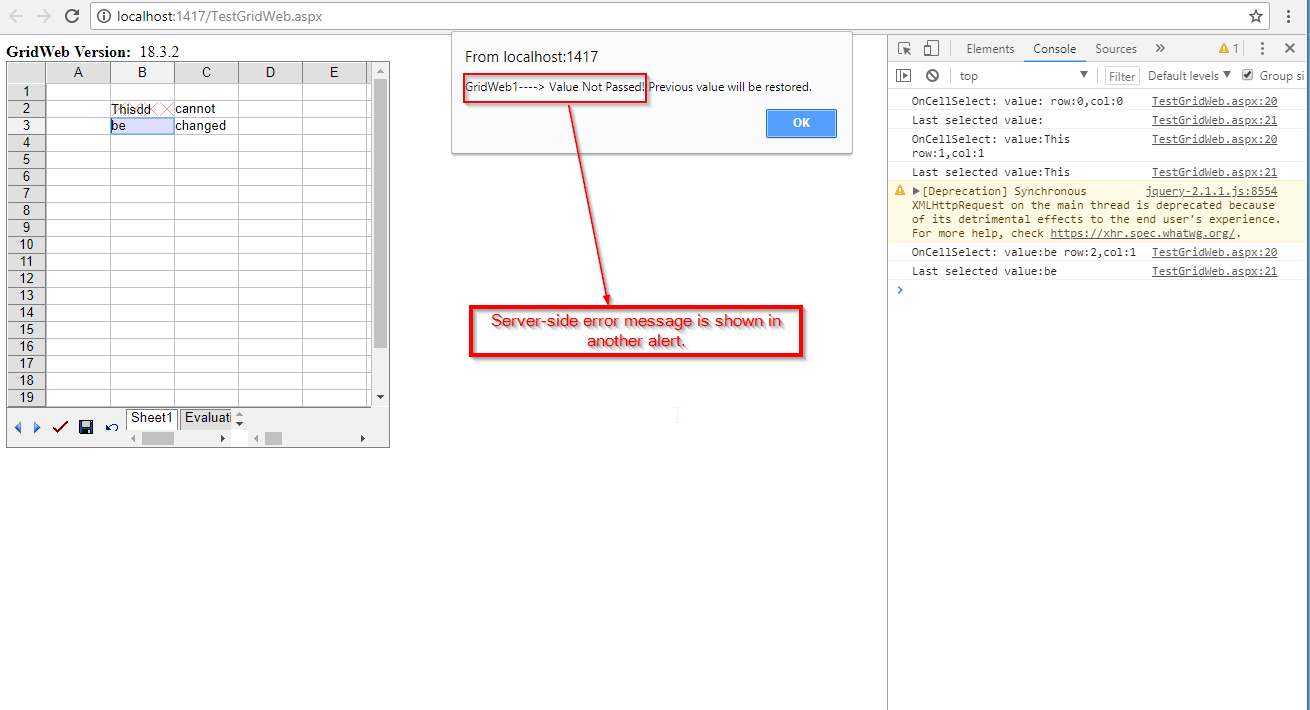 localhost:1417/TestGridWeb.aspx
GridWeb Version: 18.3.2
A B C D E
1
2 Thisdd cannot
3 be changed
4
5
6
7
8
9
10
11
12
13
14
15
16
17
18
19
Sheet1 Evaluati
From localhost:1417
GridWeb1----> Value Not Passed! Previous value will be restored.
OK
Server-side error message is shown in
another alert.
Elements Console Sources 1
top Filter Default levels Group si
OnCellSelect: value: row:0,col:0 TestGridWeb.aspx:20
Last selected value: TestGridWeb.aspx:21
OnCellSelect: value:This TestGridWeb.aspx:20
row:1,col:1
Last selected value:This TestGridWeb.aspx:21
[Deprecation] Synchronous jquery-2.1.1.js:8554
XMLHttpRequest on the main thread is deprecated because
of its detrimental effects to the end user's experience.
For more help, check https://xhr.spec.whatwg.org/.
OnCellSelect: value:be row:2,col:1 TestGridWeb.aspx:20
Last selected value:be TestGridWeb.aspx:21